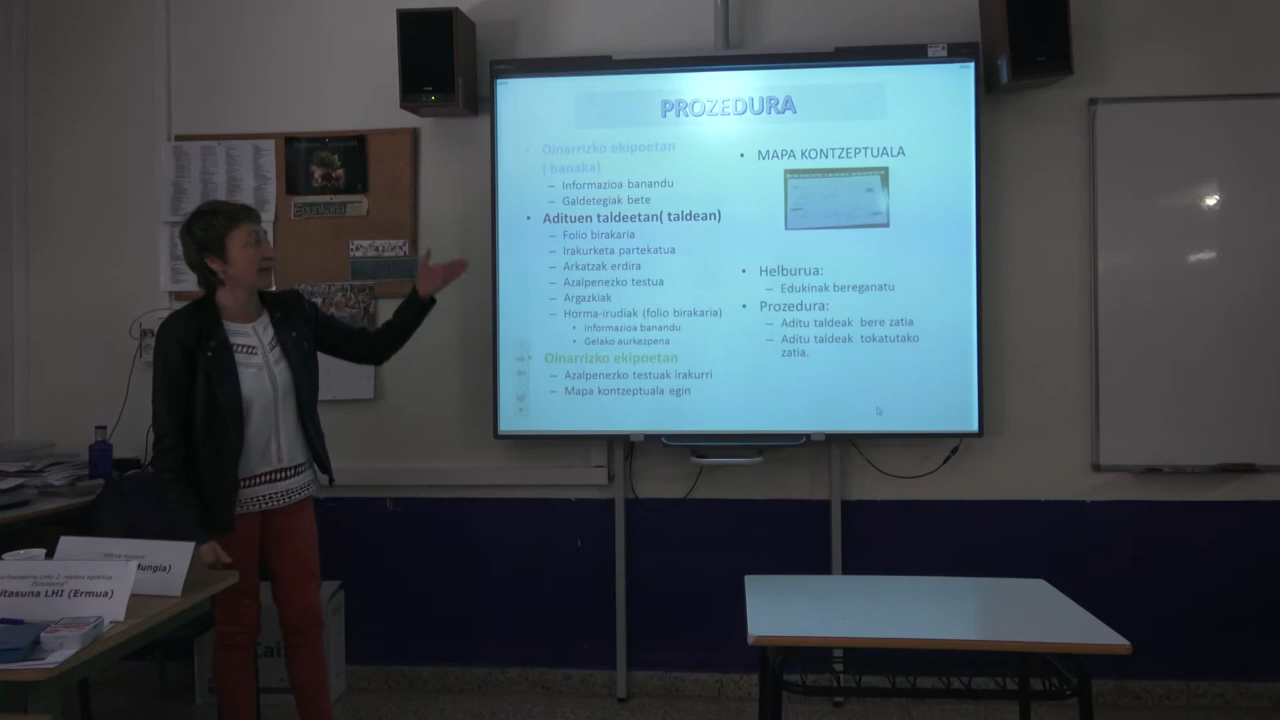 PROZEDURA
Oinarrizko ekipoetan
( banaka)
Informazioa banandu
Galdetegiak bete
Adituen taldeetan( taldean)
Folio birakaria
Irakurketa partekatua
Arkatzak erdira
Azalpenezko testua
Argazkiak
Horma-irudiak (folio birakaria)
Informazioa banandu
Gelako aurkezpena
Oinarrizko ekipoetan
Azalpenezko testuak irakurri
Mapa kontzeptuala egin
MAPA KONTZEPTUALA
Helburua:
Edukinak bereganatu
Prozedura:
Aditu taldeak bere zatia
Aditu taldeak tokatutako
zatia.
Egunkaria
itasuna LHI (Ermua)